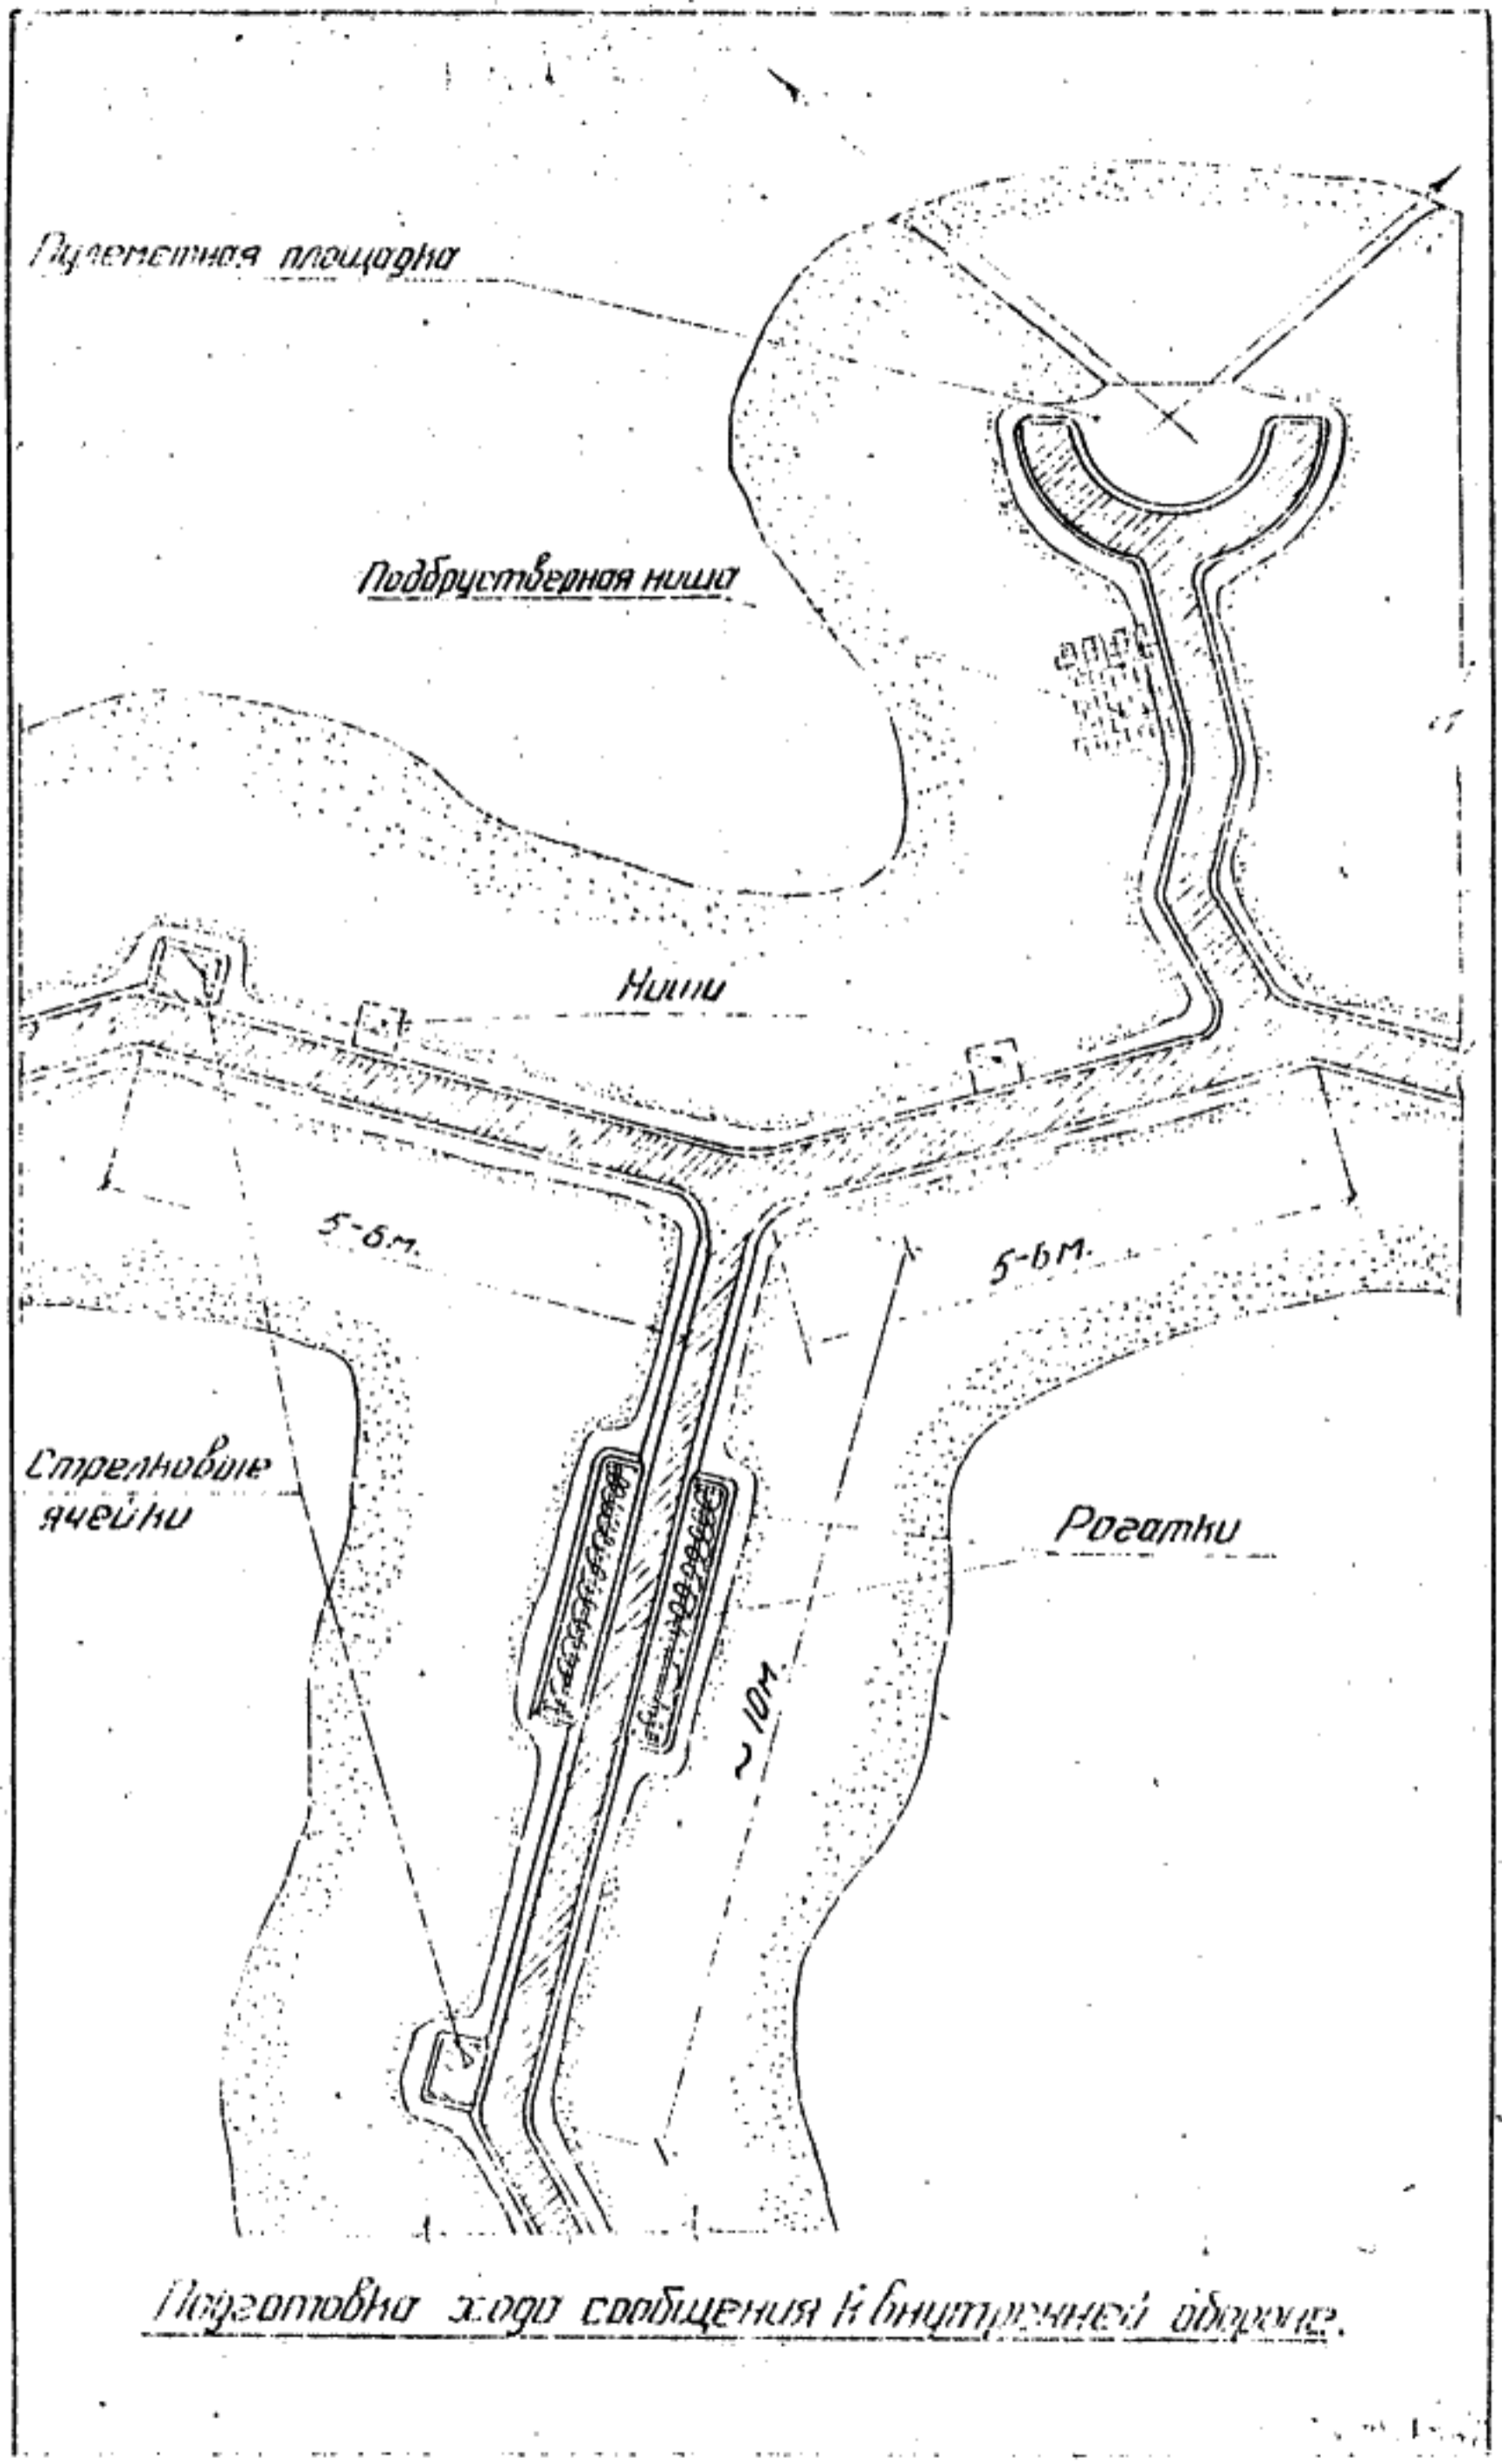 Пулеметная площадка
Подбрустверная ниша
Ниши
5-6м.
5-6м.
Стрелковые
ячейки
Рогатки
~10м.
Подготовка хода сообщения к внутренней обороне.